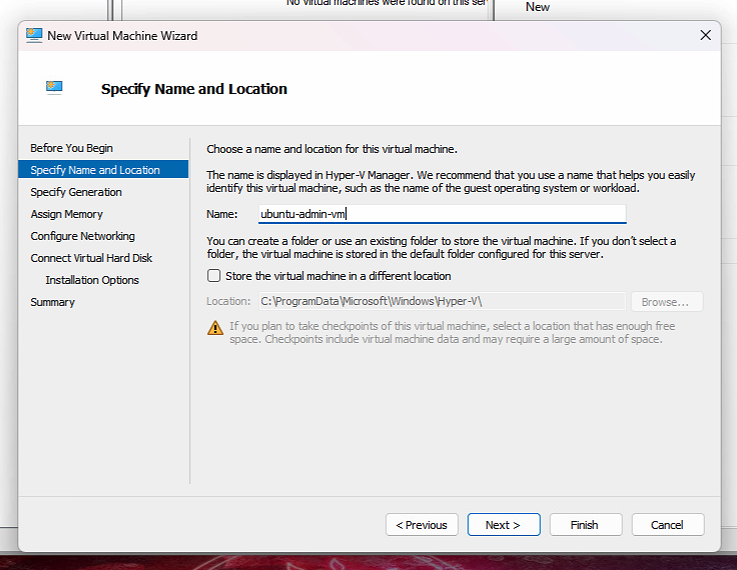 No virtual machines were found on this ser
New
New Virtual Machine Wizard
Specify Name and Location
Before You Begin
Specify Name and Location
Specify Generation
Assign Memory
Configure Networking
Connect Virtual Hard Disk
Installation Options
Summary
Choose a name and location for this virtual machine.
The name is displayed in Hyper-V Manager. We recommend that you use a name that helps you easily
identify this virtual machine, such as the name of the guest operating system or workload.
Name: ubuntu-admin-vm
You can create a folder or use an existing folder to store the virtual machine. If you don't select a
folder, the virtual machine is stored in the default folder configured for this server.
Store the virtual machine in a different location
Location: C:\ProgramData\Microsoft\Windows\Hyper-V\ Browse...
If you plan to take checkpoints of this virtual machine, select a location that has enough free
space. Checkpoints include virtual machine data and may require a large amount of space.
< Previous Next > Finish Cancel